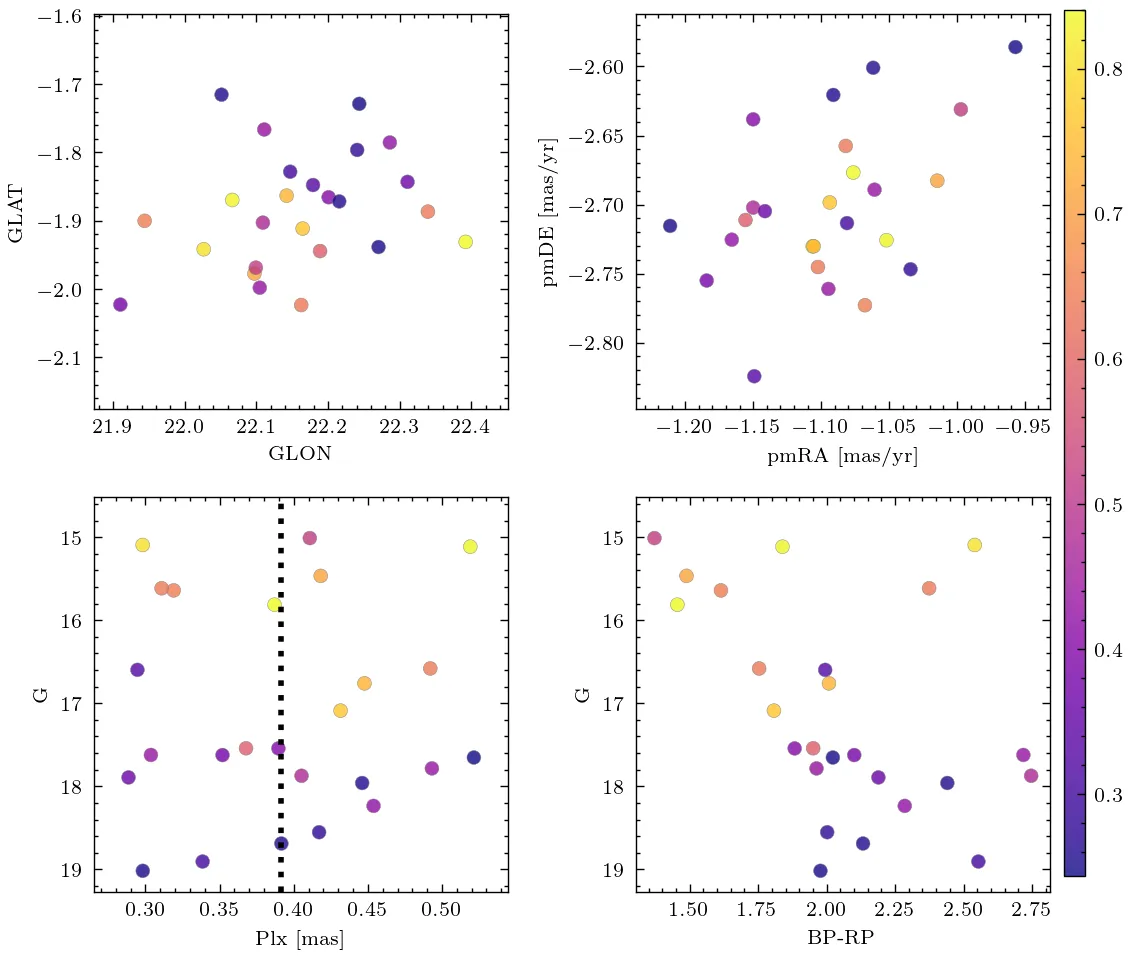 −1.6
−1.7
−1.8
−1.9
−2.0
−2.1
GLAT
21.9 22.0 22.1 22.2 22.3 22.4
GLON
−2.60
−2.65
−2.70
−2.75
−2.80
pmDE [mas/yr]
−1.20 −1.15 −1.10 −1.05 −1.00 −0.95
pmRA [mas/yr]
0.8
0.7
0.6
0.5
0.4
0.3
15
16
17
18
19
G
0.30 0.35 0.40 0.45 0.50
Plx [mas]
15
16
17
18
19
G
1.50 1.75 2.00 2.25 2.50 2.75
BP-RP